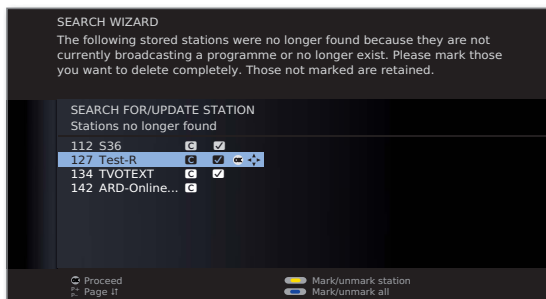 SEARCH WIZARD
The following stored stations were no longer found because they are not
currently broadcasting a programme or no longer exist. Please mark those
you want to delete completely. Those not marked are retained.
SEARCH FOR/UPDATE STATION
Stations no longer found
112 S36 C
127 Test-R C OK
134 TVOTEXT C
142 ARD-Online... C
OK Proceed
Mark/unmark station
P+ P- Page
Mark/unmark all